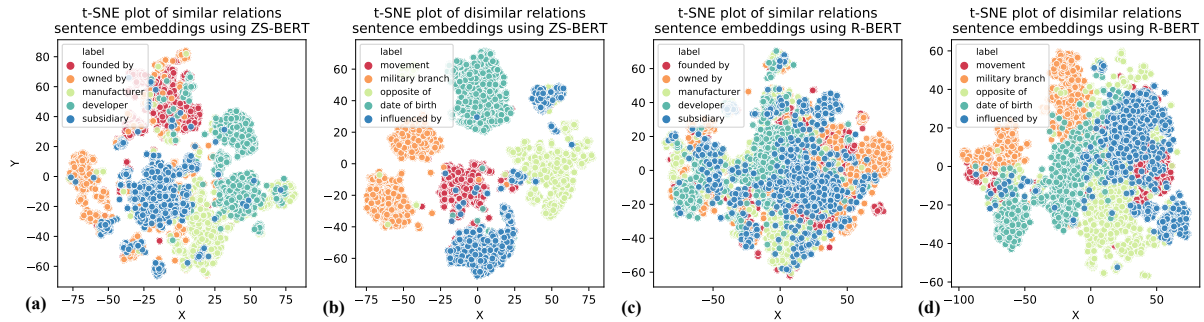 t-SNE plot of similar relations
sentence embeddings using ZS-BERT
label
founded by
owned by
manufacturer
developer
subsidiary
80
60
40
20
0
−20
−40
−60
Y
−75
−50
−25
0
25
50
75
X
(a)
t-SNE plot of disimilar relations
sentence embeddings using ZS-BERT
label
movement
military branch
opposite of
date of birth
influenced by
60
40
20
0
−20
−40
−60
−75
−50
−25
0
25
50
75
X
(b)
t-SNE plot of similar relations
sentence embeddings using R-BERT
label
founded by
owned by
manufacturer
developer
subsidiary
60
40
20
0
−20
−40
−60
−50
0
50
X
(c)
t-SNE plot of disimilar relations
sentence embeddings using R-BERT
label
movement
military branch
opposite of
date of birth
influenced by
60
40
20
0
−20
−40
−60
−100
−50
0
50
X
(d)